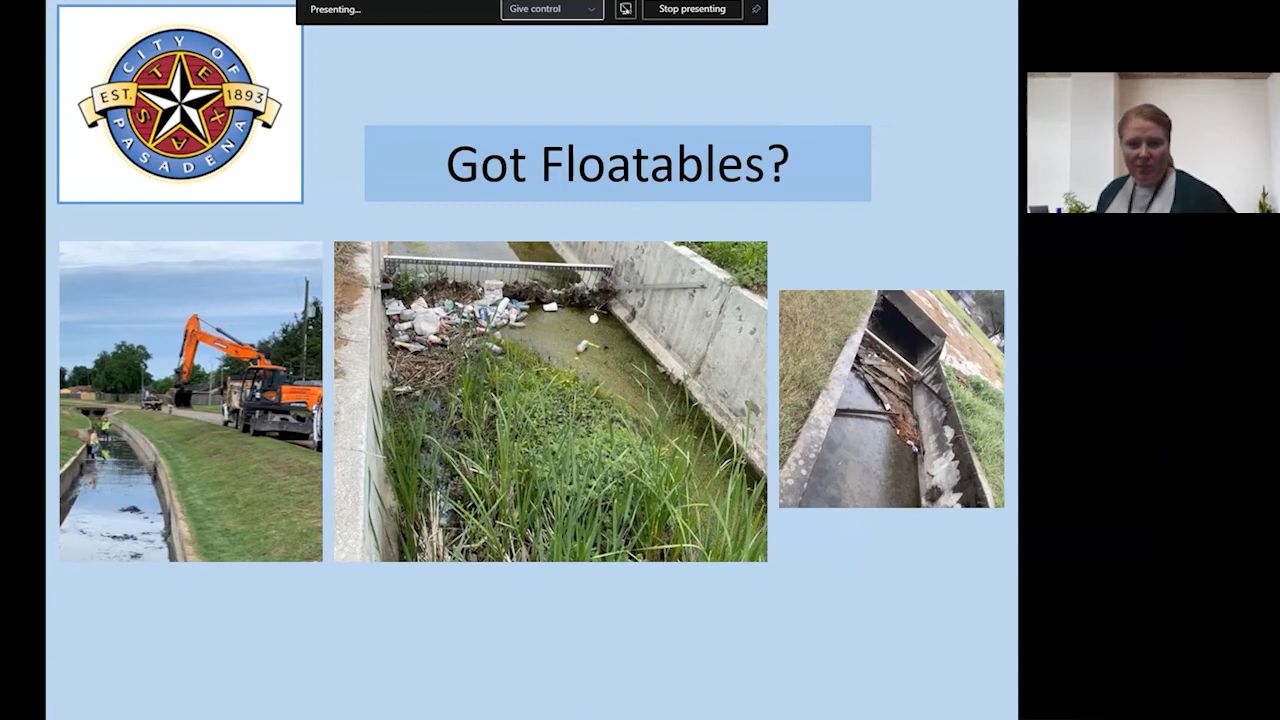 Presenting...
Give control
Stop presenting
CITY OF
TEXAS
EST. 1893
PASADENA
Got Floatables?